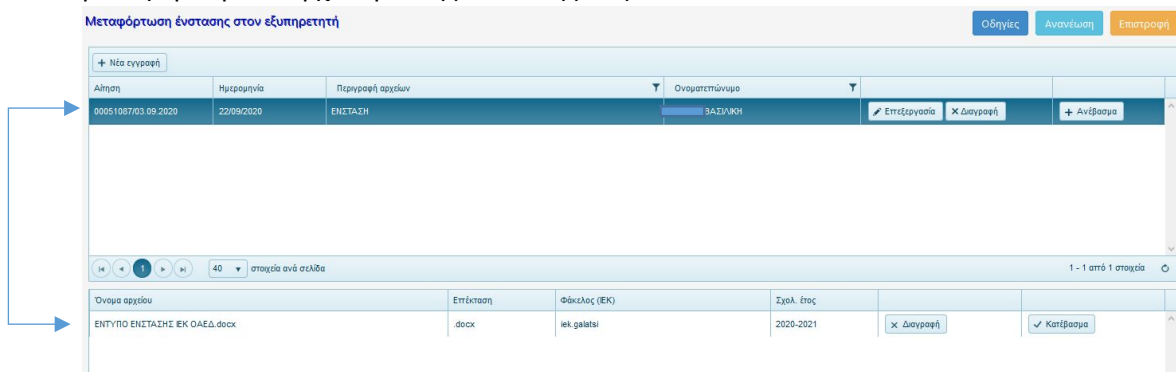 Μεταφόρτωση ένστασης στον εξυπηρετητή
Οδηγίες Ανανέωση Επιστροφή
+ Νέα εγγραφή
Αίτηση Ημερομηνία Περιγραφή αρχείων Ονοματεπώνυμο
00051087/03.09.2020 22/09/2020 ΕΝΣΤΑΣΗ ΒΑΣΙΛΙΚΗ Επεξεργασία Διαγραφή + Ανέβασμα
1 40 στοιχεία ανά σελίδα 1 - 1 από 1 στοιχεία
Όνομα αρχείου Επέκταση Φάκελος (ΙΕΚ) Σχολ. έτος
ΕΝΤΥΠΟ ΕΝΣΤΑΣΗΣ ΙΕΚ ΟΑΕΔ.docx .docx iek.galatsi 2020-2021 Διαγραφή Κατέβασμα